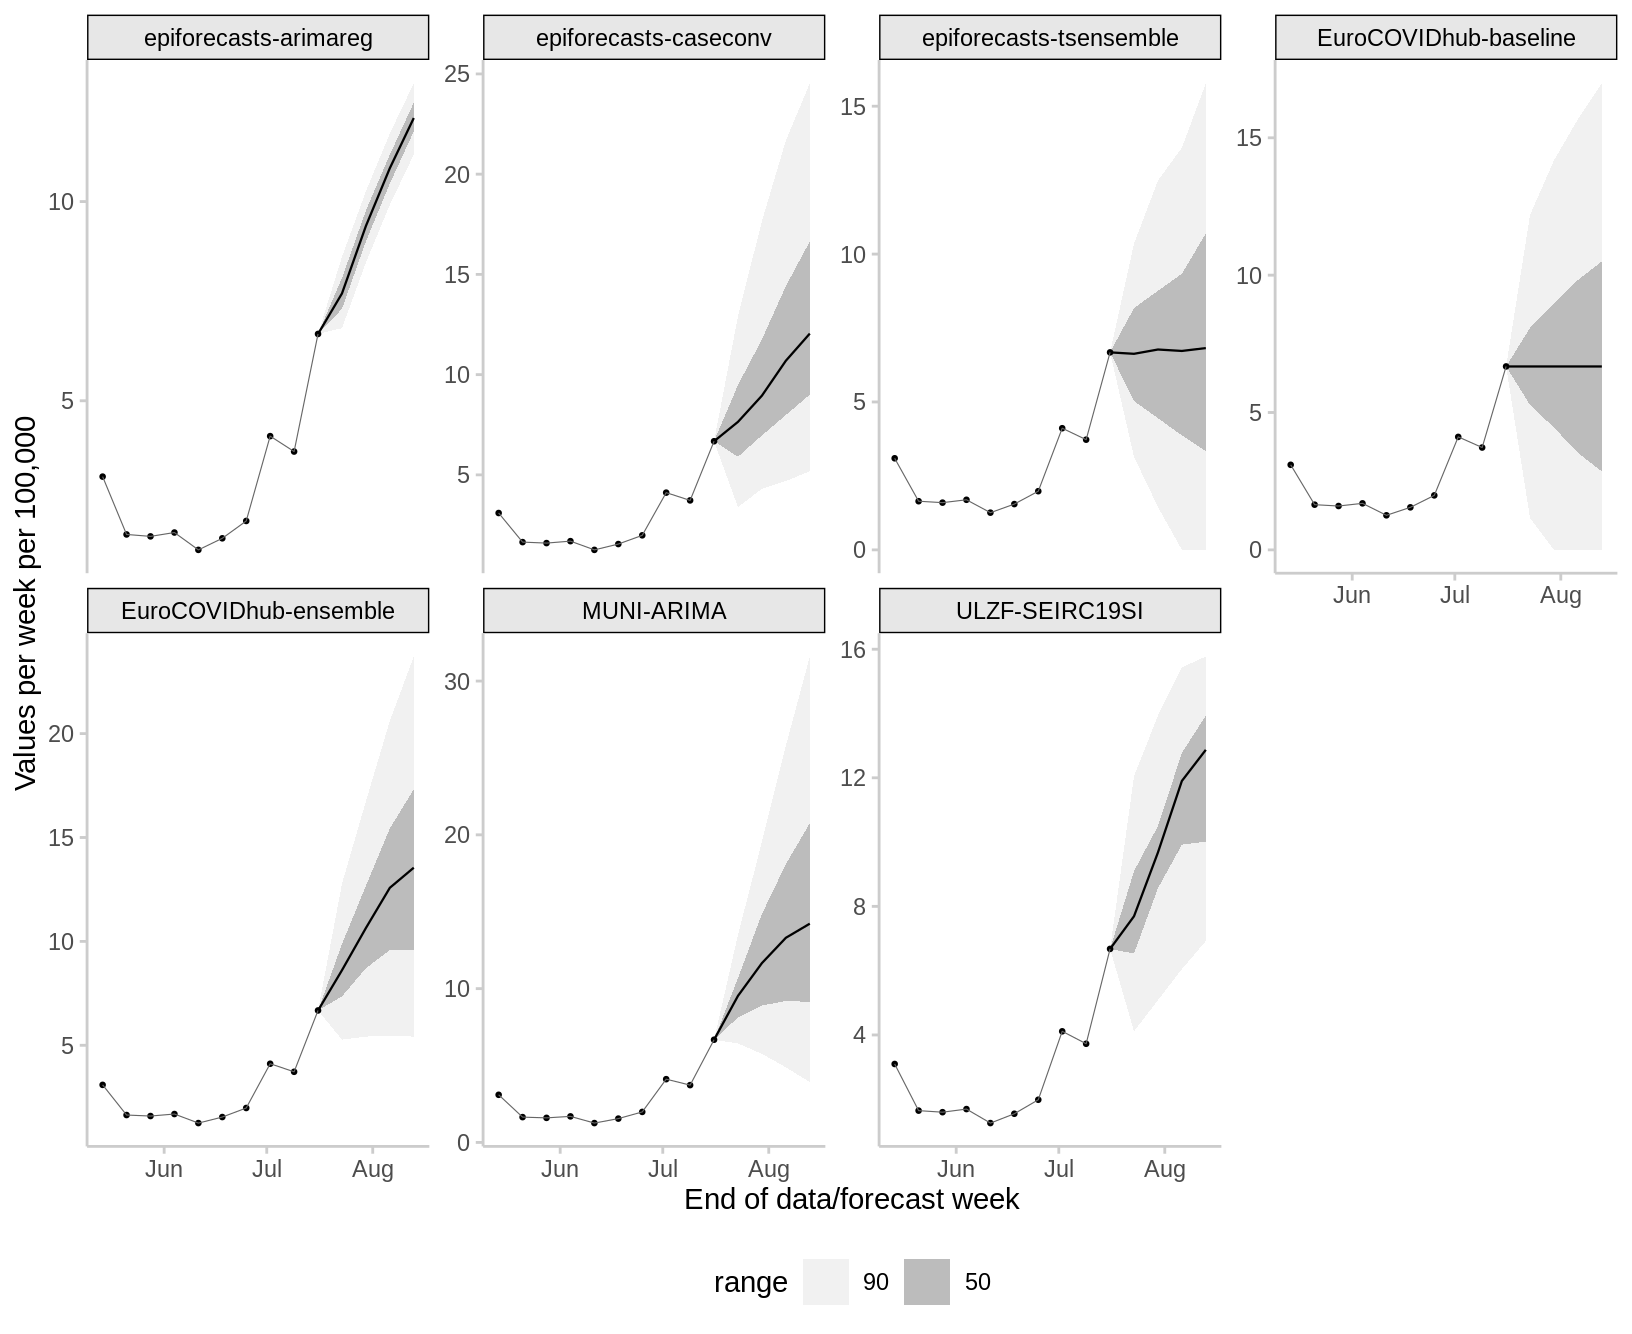 epiforecasts-arimareg
epiforecasts-caseconv
epiforecasts-tsensemble
EuroCOVIDhub-baseline
10
5
25
20
15
10
5
15
10
5
0
15
10
5
0
Jun Jul Aug
Values per week per 100,000
EuroCOVIDhub-ensemble
MUNI-ARIMA
ULZF-SEIRC19SI
20
15
10
5
30
20
10
0
16
12
8
4
Jun Jul Aug
Jun Jul Aug
Jun Jul Aug
End of data/forecast week
range 90 50